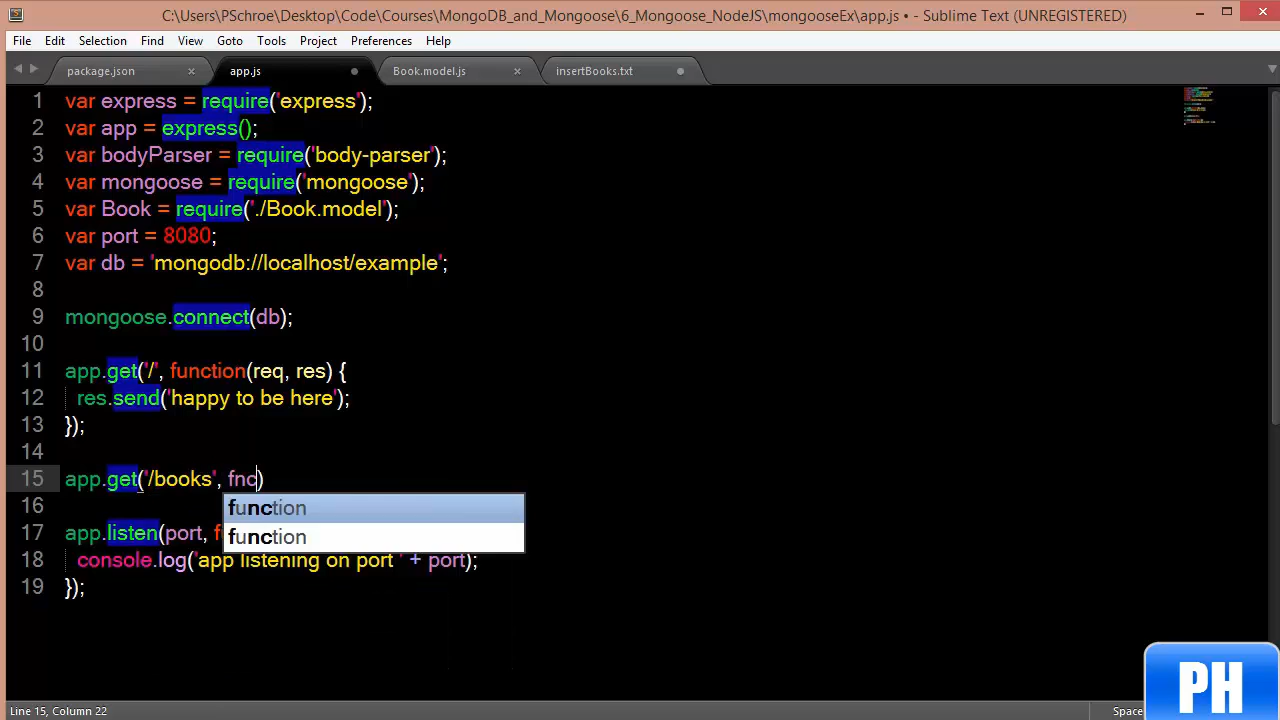 C:\Users\PSchroe\Desktop\Code\Courses\MongoDB_and_Mongoose\6_Mongoose_NodeJS\mongooseEx\app.js • - Sublime Text (UNREGISTERED)
File Edit Selection Find View Goto Tools Project Preferences Help
package.json app.js Book.model.js insertBooks.txt
1 var express = require('express');
2 var app = express();
3 var bodyParser = require('body-parser');
4 var mongoose = require('mongoose');
5 var Book = require('./Book.model');
6 var port = 8080;
7 var db = 'mongodb://localhost/example';
8
9 mongoose.connect(db);
10
11 app.get('/', function(req, res) {
12 res.send('happy to be here');
13 });
14
15 app.get('/books', fnc)
16 function
17 app.listen(port, f function
18 console.log('app listening on port ' + port);
19 });
PH
Line 15, Column 22 Space